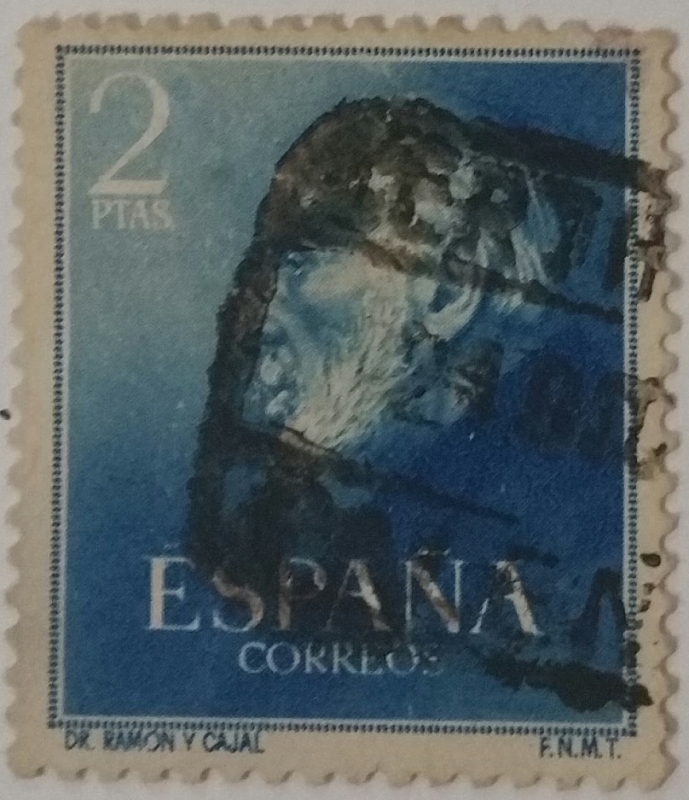 2
PTAS.
ESPAÑA
CORREOS
DR. RAMON Y CAJAL
F.N.M.T.